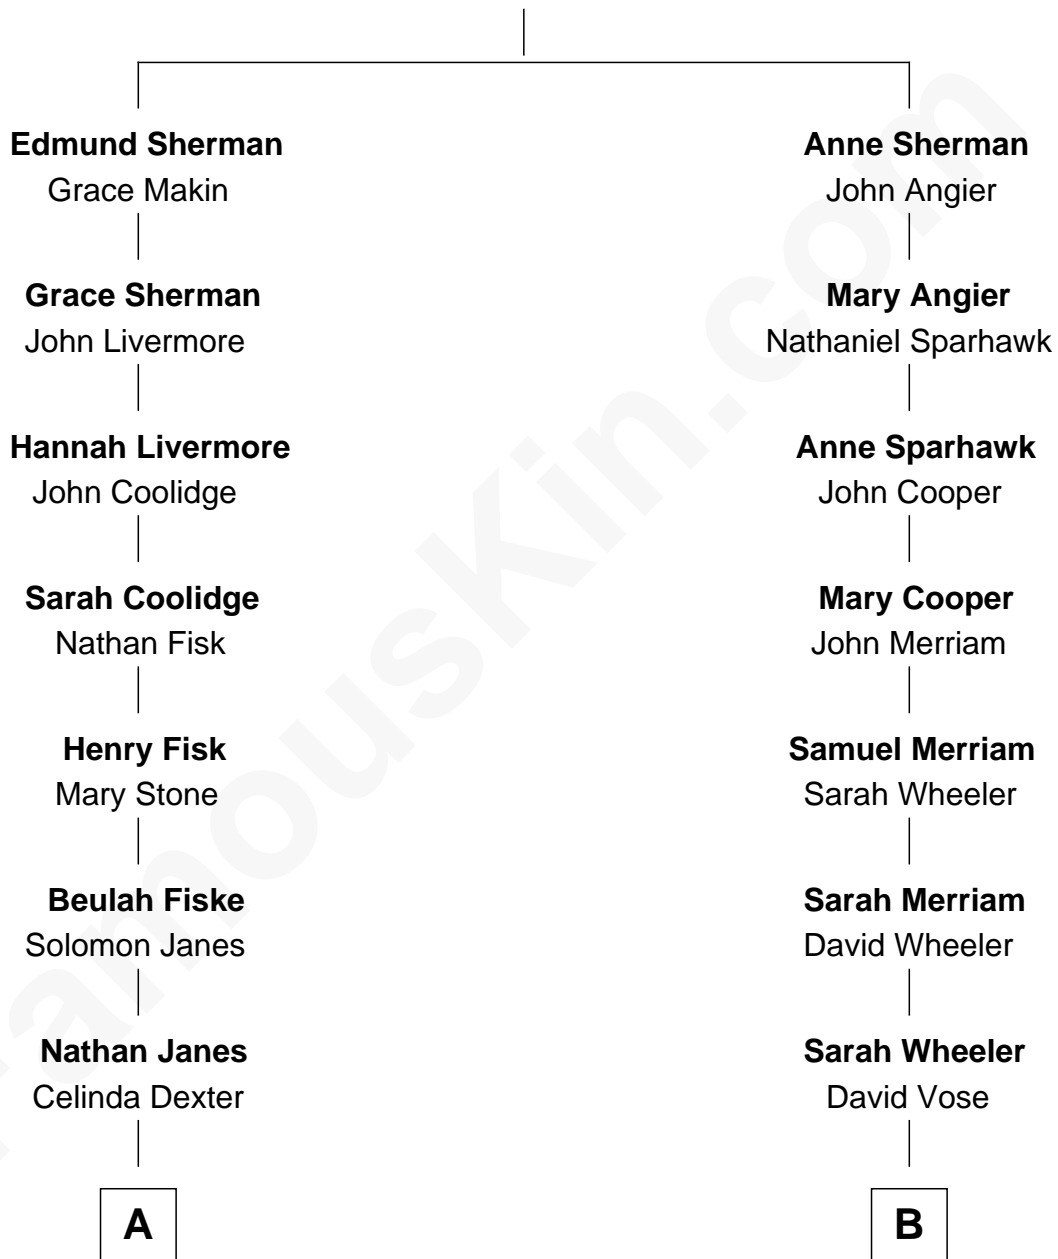 Edmund Sherman
Grace Makin
Grace Sherman
John Livermore
Hannah Livermore
John Coolidge
Sarah Coolidge
Nathan Fisk
Henry Fisk
Mary Stone
Beulah Fiske
Solomon Janes
Nathan Janes
Celinda Dexter
A
Anne Sherman
John Angier
Mary Angier
Nathaniel Sparhawk
Anne Sparhawk
John Cooper
Mary Cooper
John Merriam
Samuel Merriam
Sarah Wheeler
Sarah Merriam
David Wheeler
Sarah Wheeler
David Vose
B
FamousKin.com